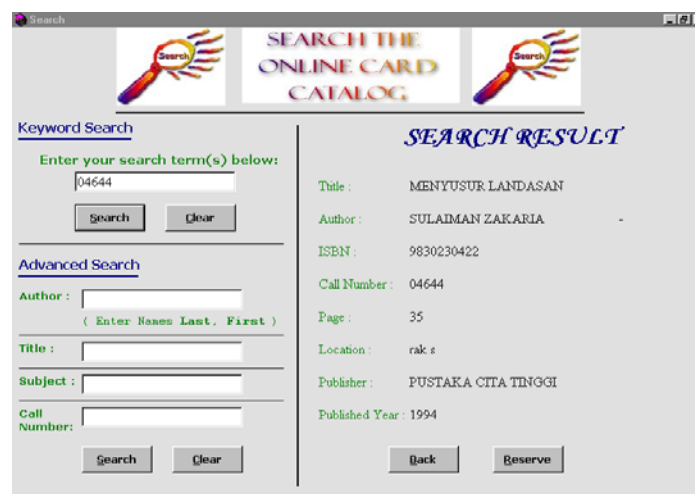 Search
Search
SEARCH THE
ONLINE CARD
CATALOG
Search
Keyword Search
Enter your search term(s) below:
04644
Search Clear
Advanced Search
Author :
( Enter Names Last, First )
Title :
Subject :
Call
Number:
Search Clear
SEARCH RESULT
Title : MENYUSUR LANDASAN
Author : SULAIMAN ZAKARIA -
ISBN : 9830230422
Call Number : 04644
Page : 35
Location : rak s
Publisher : PUSTAKA CITA TINGGI
Published Year : 1994
Back Reserve